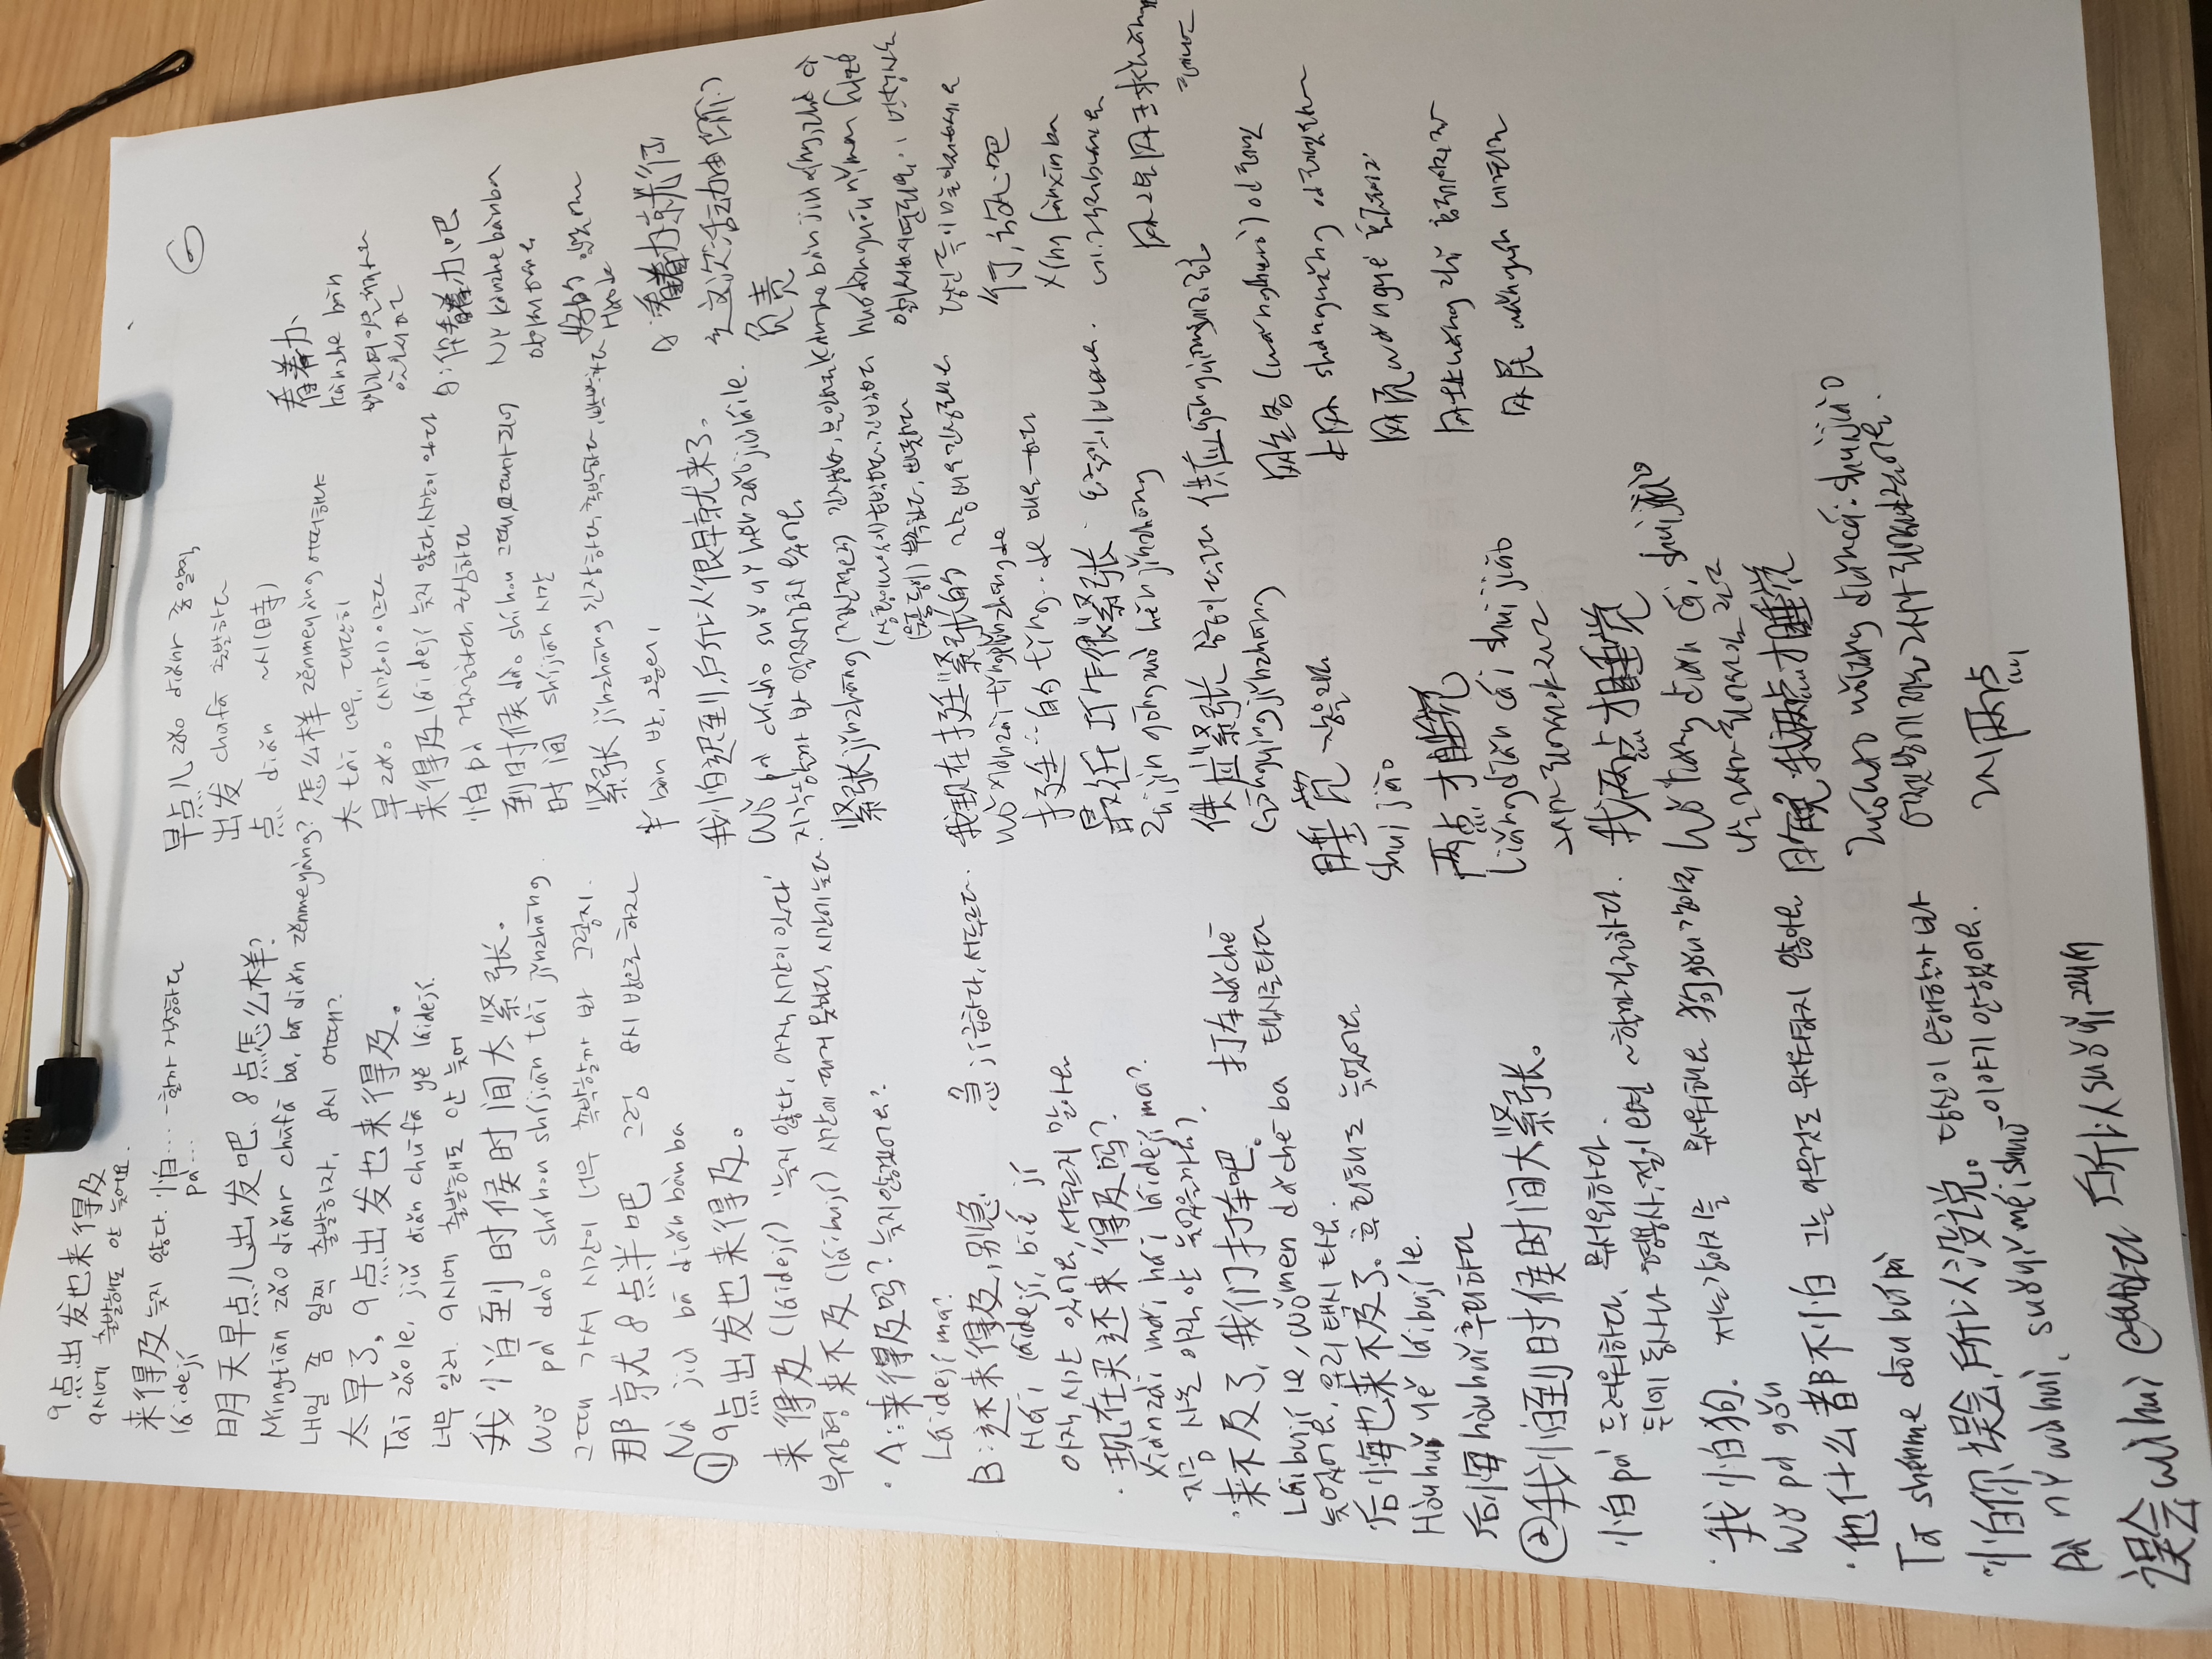 9点出发也来得及
9시에 출발해도 안 늦어요.
来得及 늦지 않다. 怕… ~할까 걱정하다
láidejí pà…
明天早点儿出发吧. 8点怎么样?
Míngtiān zǎo diǎnr chūfā ba, bā diǎn zěnmeyàng?
내일 좀 일찍 출발하자, 8시 어때?
太早了, 9点出发也来得及。
Tài zǎo le, jiǔ diǎn chūfā yě láidejí.
너무 일러. 9시에 출발해도 안 늦어
我怕到时候时间太紧张。
Wǒ pà dào shíhou shíjiān tài jǐnzhāng.
그때 가서 시간이 너무 촉박할까 봐 그렇지.
那就8点半吧 그럼 8시 반으로 하자
Nà jiù bā diǎn bàn ba
① 9点出发也来得及。
来得及 (láidejí) '늦지 않다, 아직 시간이 있다'
부정형 来不及 (láibují) 시간에 대지 못하다, 시간에 늦다.
· A: 来得及吗? 늦지 않겠어요?
Láidejí ma?
B: 还来得及, 别急. 急 jí 급하다, 서두르다.
Hái láidejí, bié jí
아직 시간 있어요, 서두르지 말아요
· 现在买还来得及吗?
Xiànzài mǎi hái láidejí ma?
지금 사는 아직 안 늦었을까요?
· 来不及了, 我们打车吧。 打车 dǎchē
Láibují le, wǒmen dǎchē ba 택시를 타다
늦었어요, 우리 택시 타요.
后悔也来不及了。 후회해도 늦었어요
Hòuhuǐ yě láibují le.
后悔 hòuhuǐ 후회하다
② 我怕到时候时间太紧张。
怕 pà 두려워하다, 무서워하다.
뒤에 동사나 형용사, 절이 오면 ~할까 걱정하다.
· 我怕狗. 저는 강아지를 무서워해요 狗 gǒu 강아지
Wǒ pà gǒu
· 他什么都不怕 그는 아무것도 무서워하지 않아요
Tā shénme dōu bú pà
· 怕你误会, 所以没说。 당신이 오해할까 봐
Pà nǐ wùhuì, suǒyǐ méi shuō 이야기 안 했어요.
误会 wùhuì 오해하다 所以 suǒyǐ 그래서
早点儿 zǎo diǎnr 좀 일찍
出发 chūfā 출발하다
点 diǎn ~시(時)
怎么样 zěnmeyàng 어떠하냐
太 tài 너무, 대단히
早 zǎo (시간이) 이르다
来得及 láidejí 늦지 않다, 시간이 있다
怕 pà 걱정하다, 근심하다
到时候 dào shíhou 그때, 그때가 되어
时间 shíjiān 시간
紧张 jǐnzhāng 긴장하다, 촉박하다, 빡빡하다
半 bàn 반, 2분의 1
我怕迟到, 所以很早就来了。
Wǒ pà chídào suǒyǐ hěn zǎo jiù lái le.
지각할까 봐 일찌감치 왔어요
紧张 jǐnzhāng (정신적으로) 긴장하다, 불안하다
(상황이나 일이) 촉박하다, 긴박하다
(물품 등이) 부족하다, 빠듯하다
我现在挺紧张的 지금 매우 긴장돼요
Wǒ xiànzài tǐng jǐnzhāng de
挺…的 tǐng…de 매우 ~하다
最近工作很紧张. 요즘 일이 바빠요.
Zuìjìn gōngzuò hěn jǐnzhāng
供应紧张 공급이 달리다 供应 gōngyìng
Gōngyìng jǐnzhāng
睡觉 잠을 자다
shuì jiào
两点才睡觉
Liǎng diǎn cái shuì jiào
2시가 되어서야 자고
我两点才睡觉
Wǒ liǎng diǎn cái shuì jiào
昨晚我两点才睡觉
Zuó wǎn wǒ liǎng diǎn cái shuì jiào
어젯밤에 저는 2시가 되어서야 잤어요.
2시 两点
6
看着办
kànzhe bàn
알아서 하다
A: 你看着办吧
Nǐ kànzhe bàn ba
알아서 하세요
好的 알았어요
Hǎo de
A: 看着办就行,
这次活动由你们
负责
Kànzhe bàn jiù xíng, zhè cì
huódòng yóu nǐmen fùzé
알아서 하시면 되요. 이번 행사는
당신들이 맡아서 하세요
行, 放心吧
Xíng fàngxīn ba
네. 걱정마세요
网络 (wǎngluò) 인터넷
上网 shàngwǎng 인터넷하다
网页 wǎngyè 홈페이지
网址 wǎng zhǐ 홈페이지 주소
网民 wǎngmín 네티즌